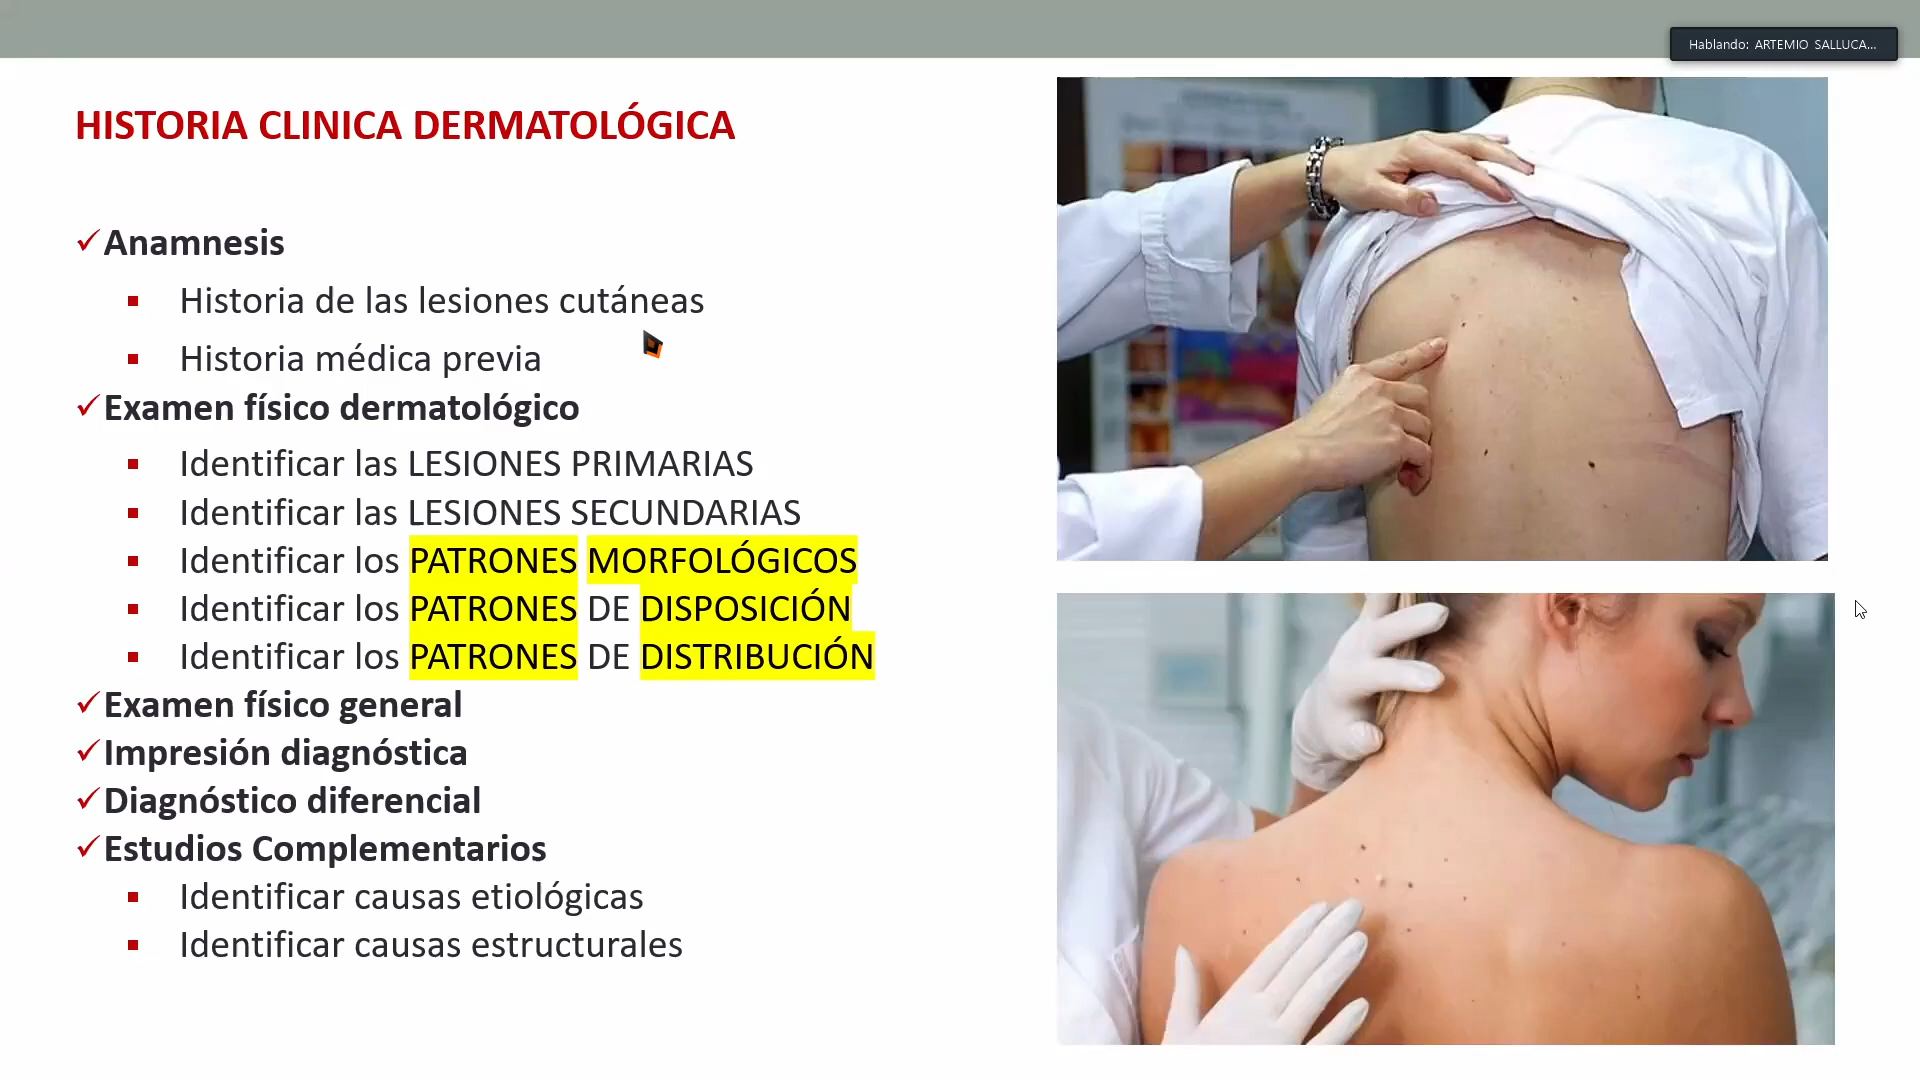 Hablando: ARTEMIO SALLUCA...
HISTORIA CLINICA DERMATOLÓGICA
✓Anamnesis
▪ Historia de las lesiones cutáneas
▪ Historia médica previa
✓Examen físico dermatológico
▪ Identificar las LESIONES PRIMARIAS
▪ Identificar las LESIONES SECUNDARIAS
▪ Identificar los PATRONES MORFOLÓGICOS
▪ Identificar los PATRONES DE DISPOSICIÓN
▪ Identificar los PATRONES DE DISTRIBUCIÓN
✓Examen físico general
✓Impresión diagnóstica
✓Diagnóstico diferencial
✓Estudios Complementarios
▪ Identificar causas etiológicas
▪ Identificar causas estructurales